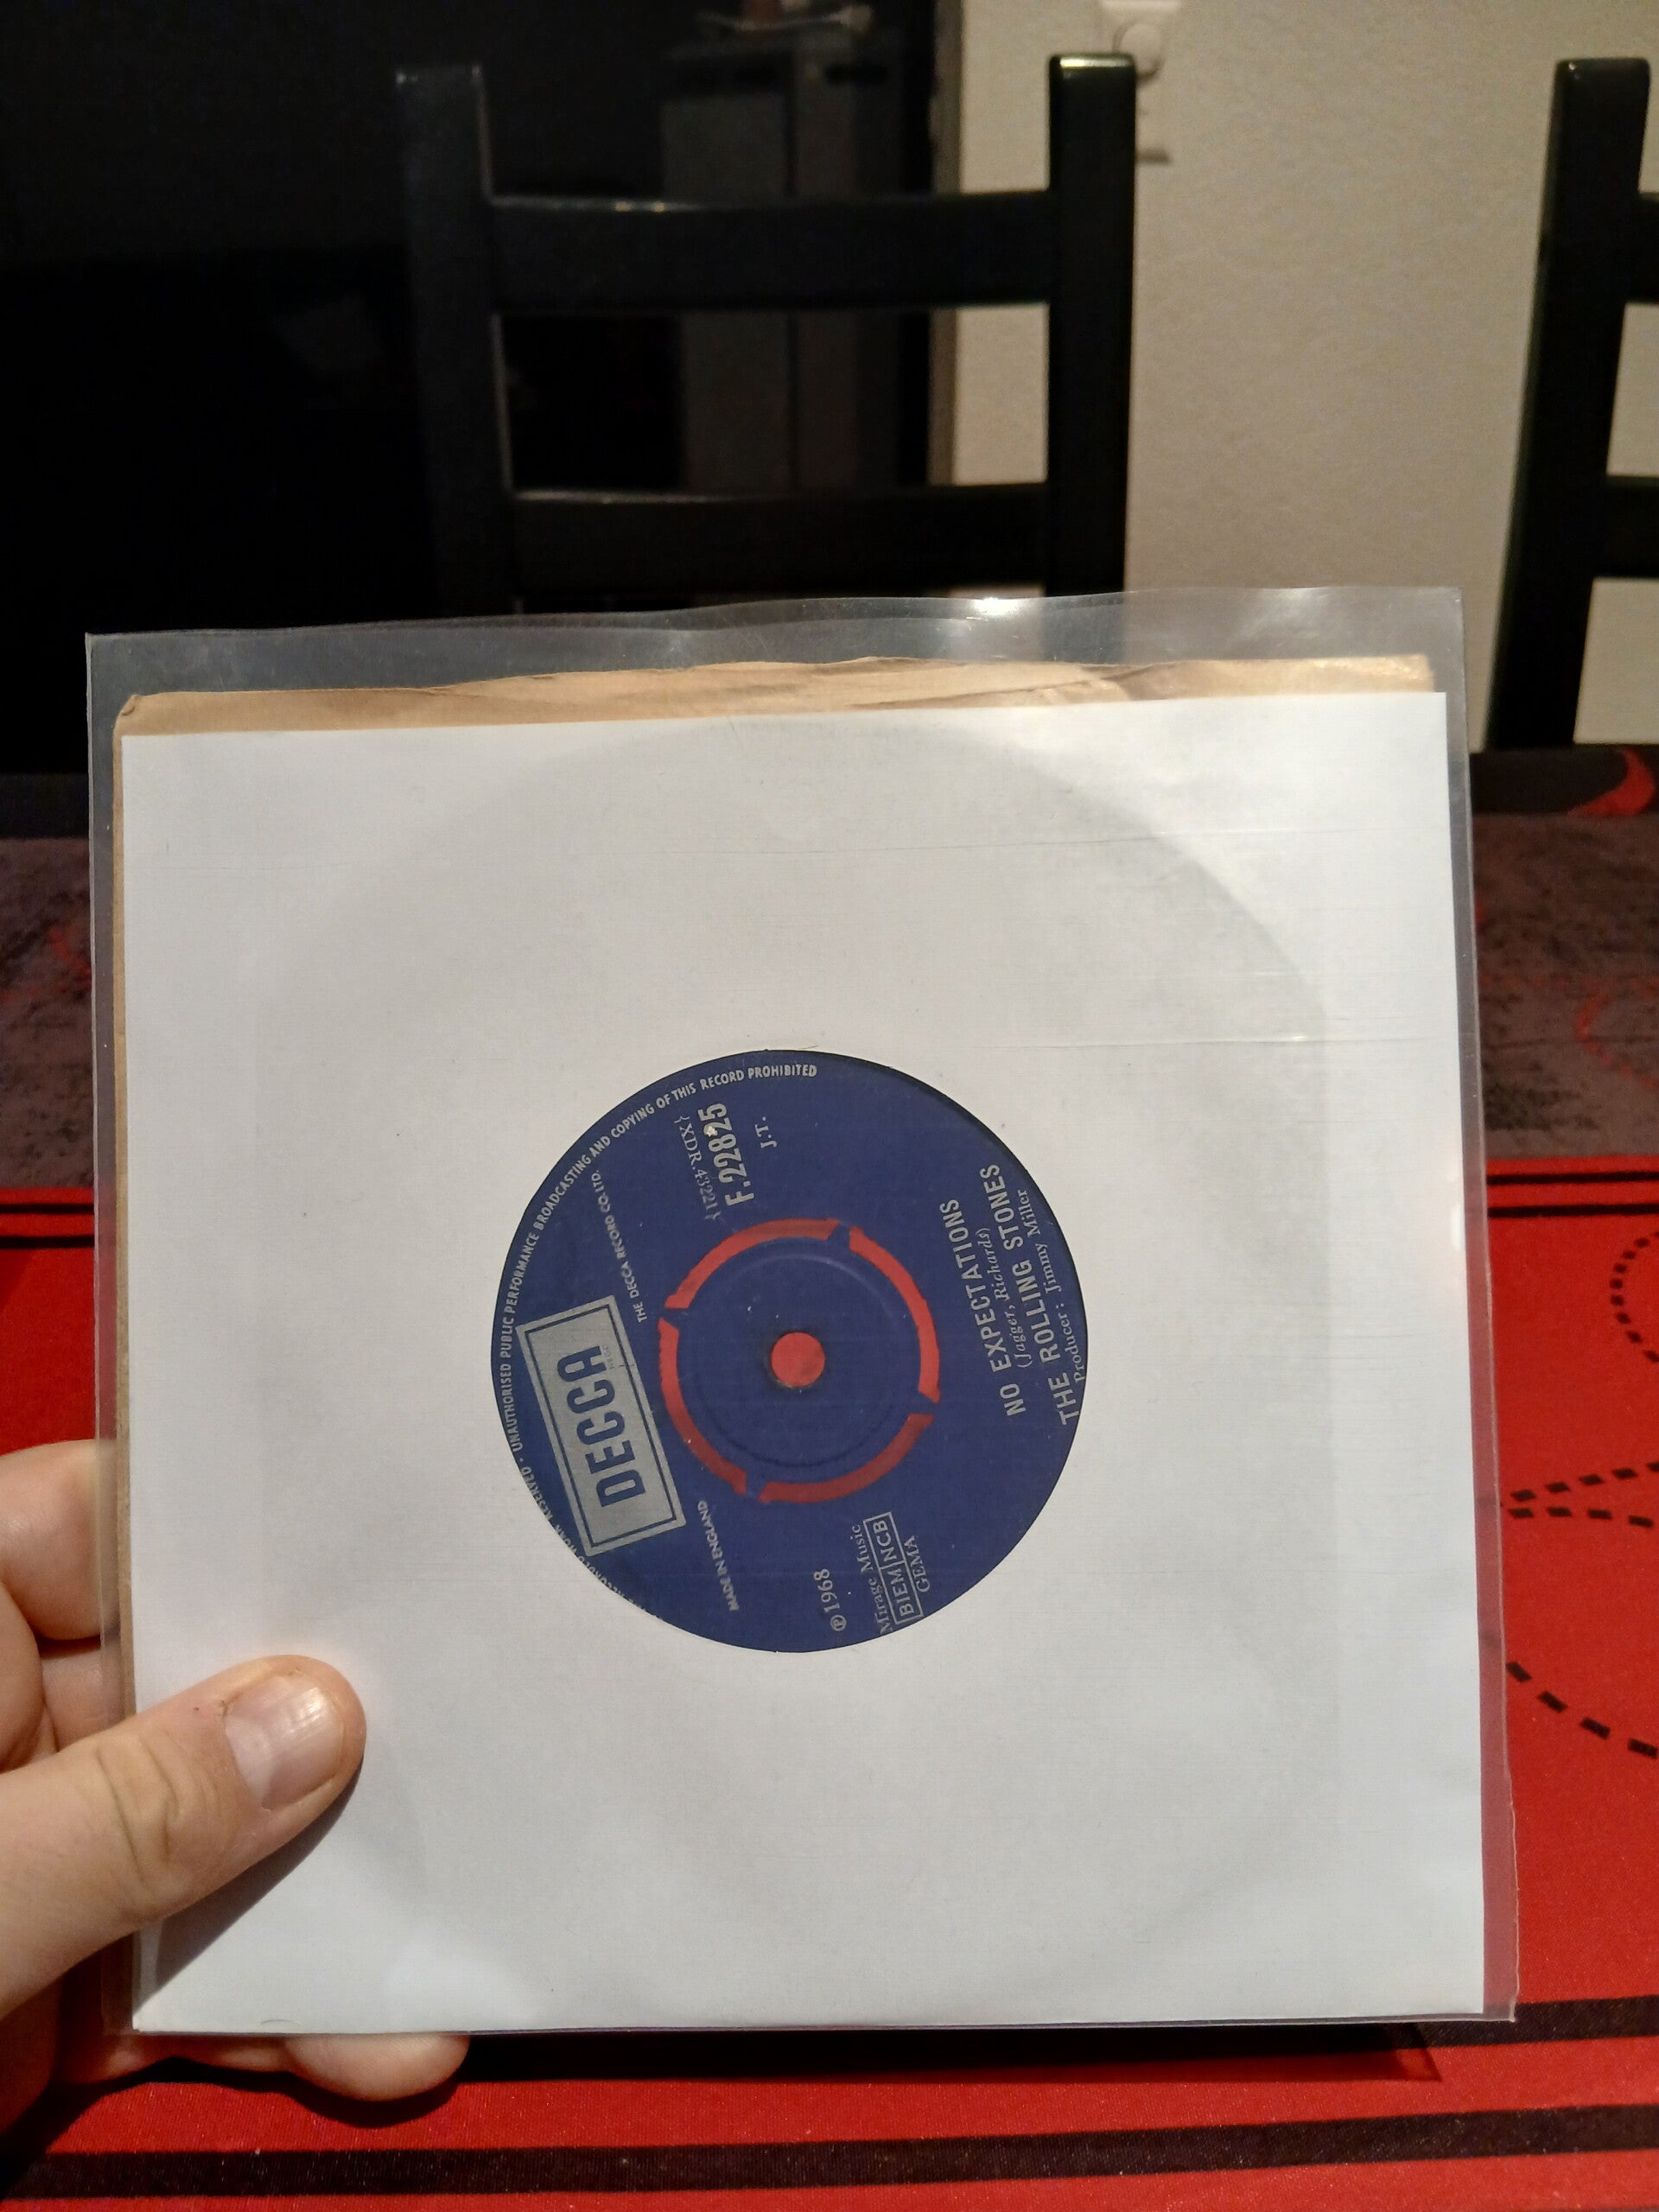 UNAUTHORISED PUBLIC PERFORMANCE BROADCASTING AND COPYING OF THIS RECORD PROHIBITED
DECCA
MADE IN ENGLAND
THE DECCA RECORD CO. LTD.
℗1968
Mirage Music
BIEM NCB
GEMA
F.22825
J.T.
NO EXPECTATIONS
(Jagger, Richards)
THE ROLLING STONES
Producer: Jimmy Miller